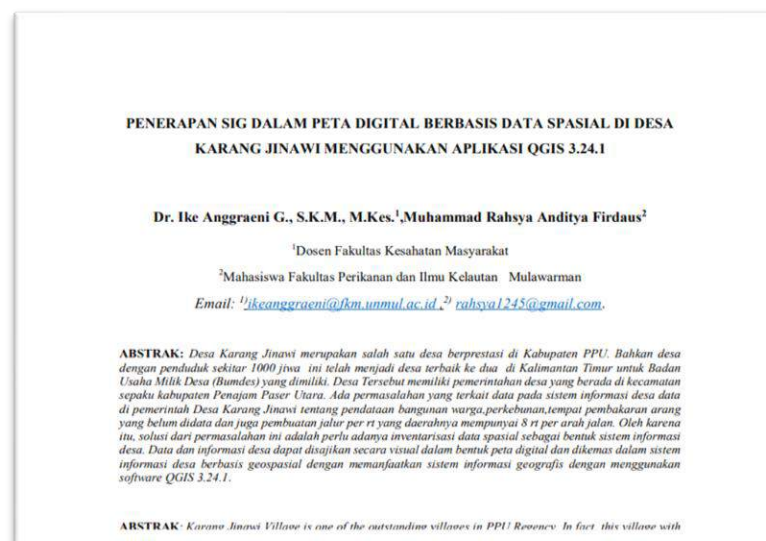 PENERAPAN SIG DALAM PETA DIGITAL BERBASIS DATA SPASIAL DI DESA
KARANG JINAWI MENGGUNAKAN APLIKASI QGIS 3.24.1
Dr. Ike Anggraeni G., S.K.M., M.Kes.¹,Muhammad Rahsya Anditya Firdaus²
¹Dosen Fakultas Kesahatan Masyarakat
²Mahasiswa Fakultas Perikanan dan Ilmu Kelautan Mulawarman
Email: ¹⁾ikeanggraeni@fkm.unmul.ac.id ,²⁾ rahsya1245@gmail.com.
ABSTRAK: Desa Karang Jinawi merupakan salah satu desa berprestasi di Kabupaten PPU. Bahkan desa
dengan penduduk sekitar 1000 jiwa ini telah menjadi desa terbaik ke dua di Kalimantan Timur untuk Badan
Usaha Milik Desa (Bumdes) yang dimiliki. Desa Tersebut memiliki pemerintahan desa yang berada di kecamatan
sepaku kabupaten Penajam Paser Utara. Ada permasalahan yang terkait data pada sistem informasi desa data
di pemerintah Desa Karang Jinawi tentang pendataan bangunan warga,perkebunan,tempat pembakaran arang
yang belum didata dan juga pembuatan jalur per rt yang daerahnya mempunyai 8 rt per arah jalan. Oleh karena
itu, solusi dari permasalahan ini adalah perlu adanya inventarisasi data spasial sebagai bentuk sistem informasi
desa. Data dan informasi desa dapat disajikan secara visual dalam bentuk peta digital dan dikemas dalam sistem
informasi desa berbasis geospasial dengan memanfaatkan sistem informasi geografis dengan menggunakan
software QGIS 3.24.1.
ABSTRAK: Karang Jinawi Village is one of the outstanding villages in PPU Regency. In fact, this village with